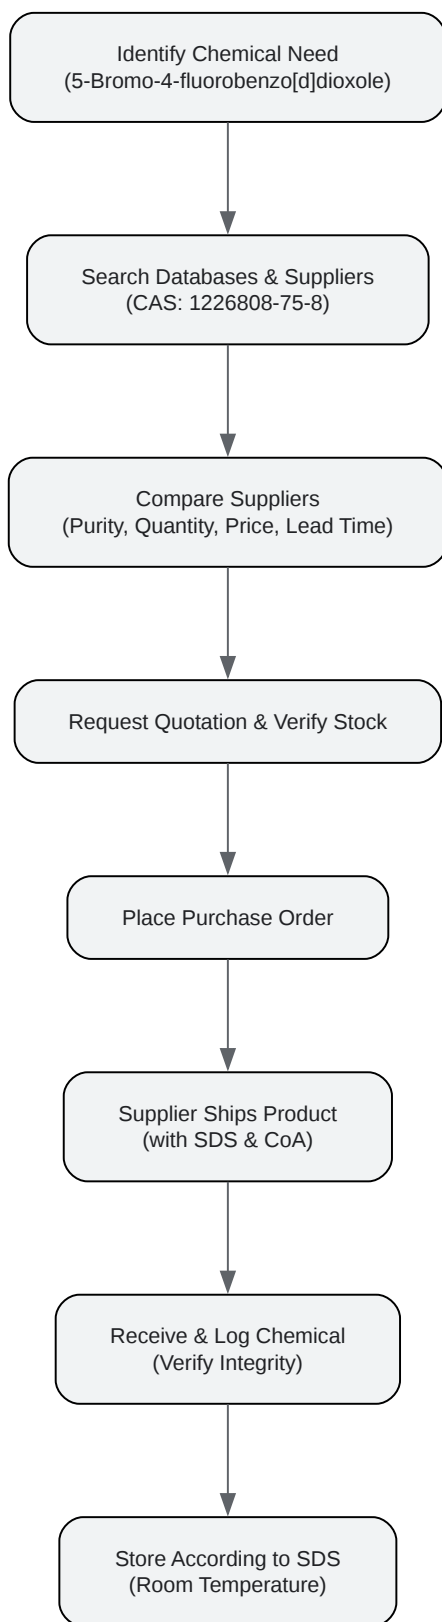 Identify Chemical Need
(5-Bromo-4-fluorobenzo[d]dioxole)
Search Databases & Suppliers
(CAS: 1226808-75-8)
Compare Suppliers
(Purity, Quantity, Price, Lead Time)
Request Quotation & Verify Stock
Place Purchase Order
Supplier Ships Product
(with SDS & CoA)
Receive & Log Chemical
(Verify Integrity)
Store According to SDS
(Room Temperature)